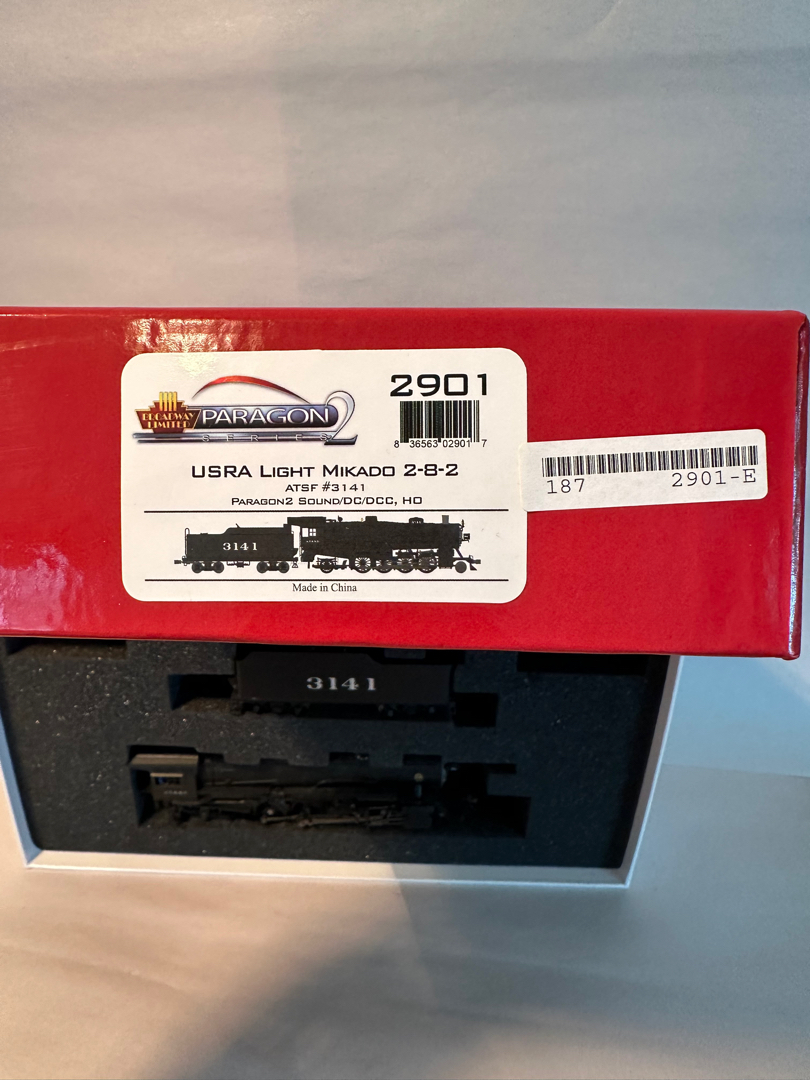 BROADWAY
LIMITED
PARAGON
SERIES 2
2901
8 36563 02901 7
USRA LIGHT MIKADO 2-8-2
ATSF #3141
PARAGON2 SOUND/DC/DCC, HO
3141
Made in China
187 2901-E
3141